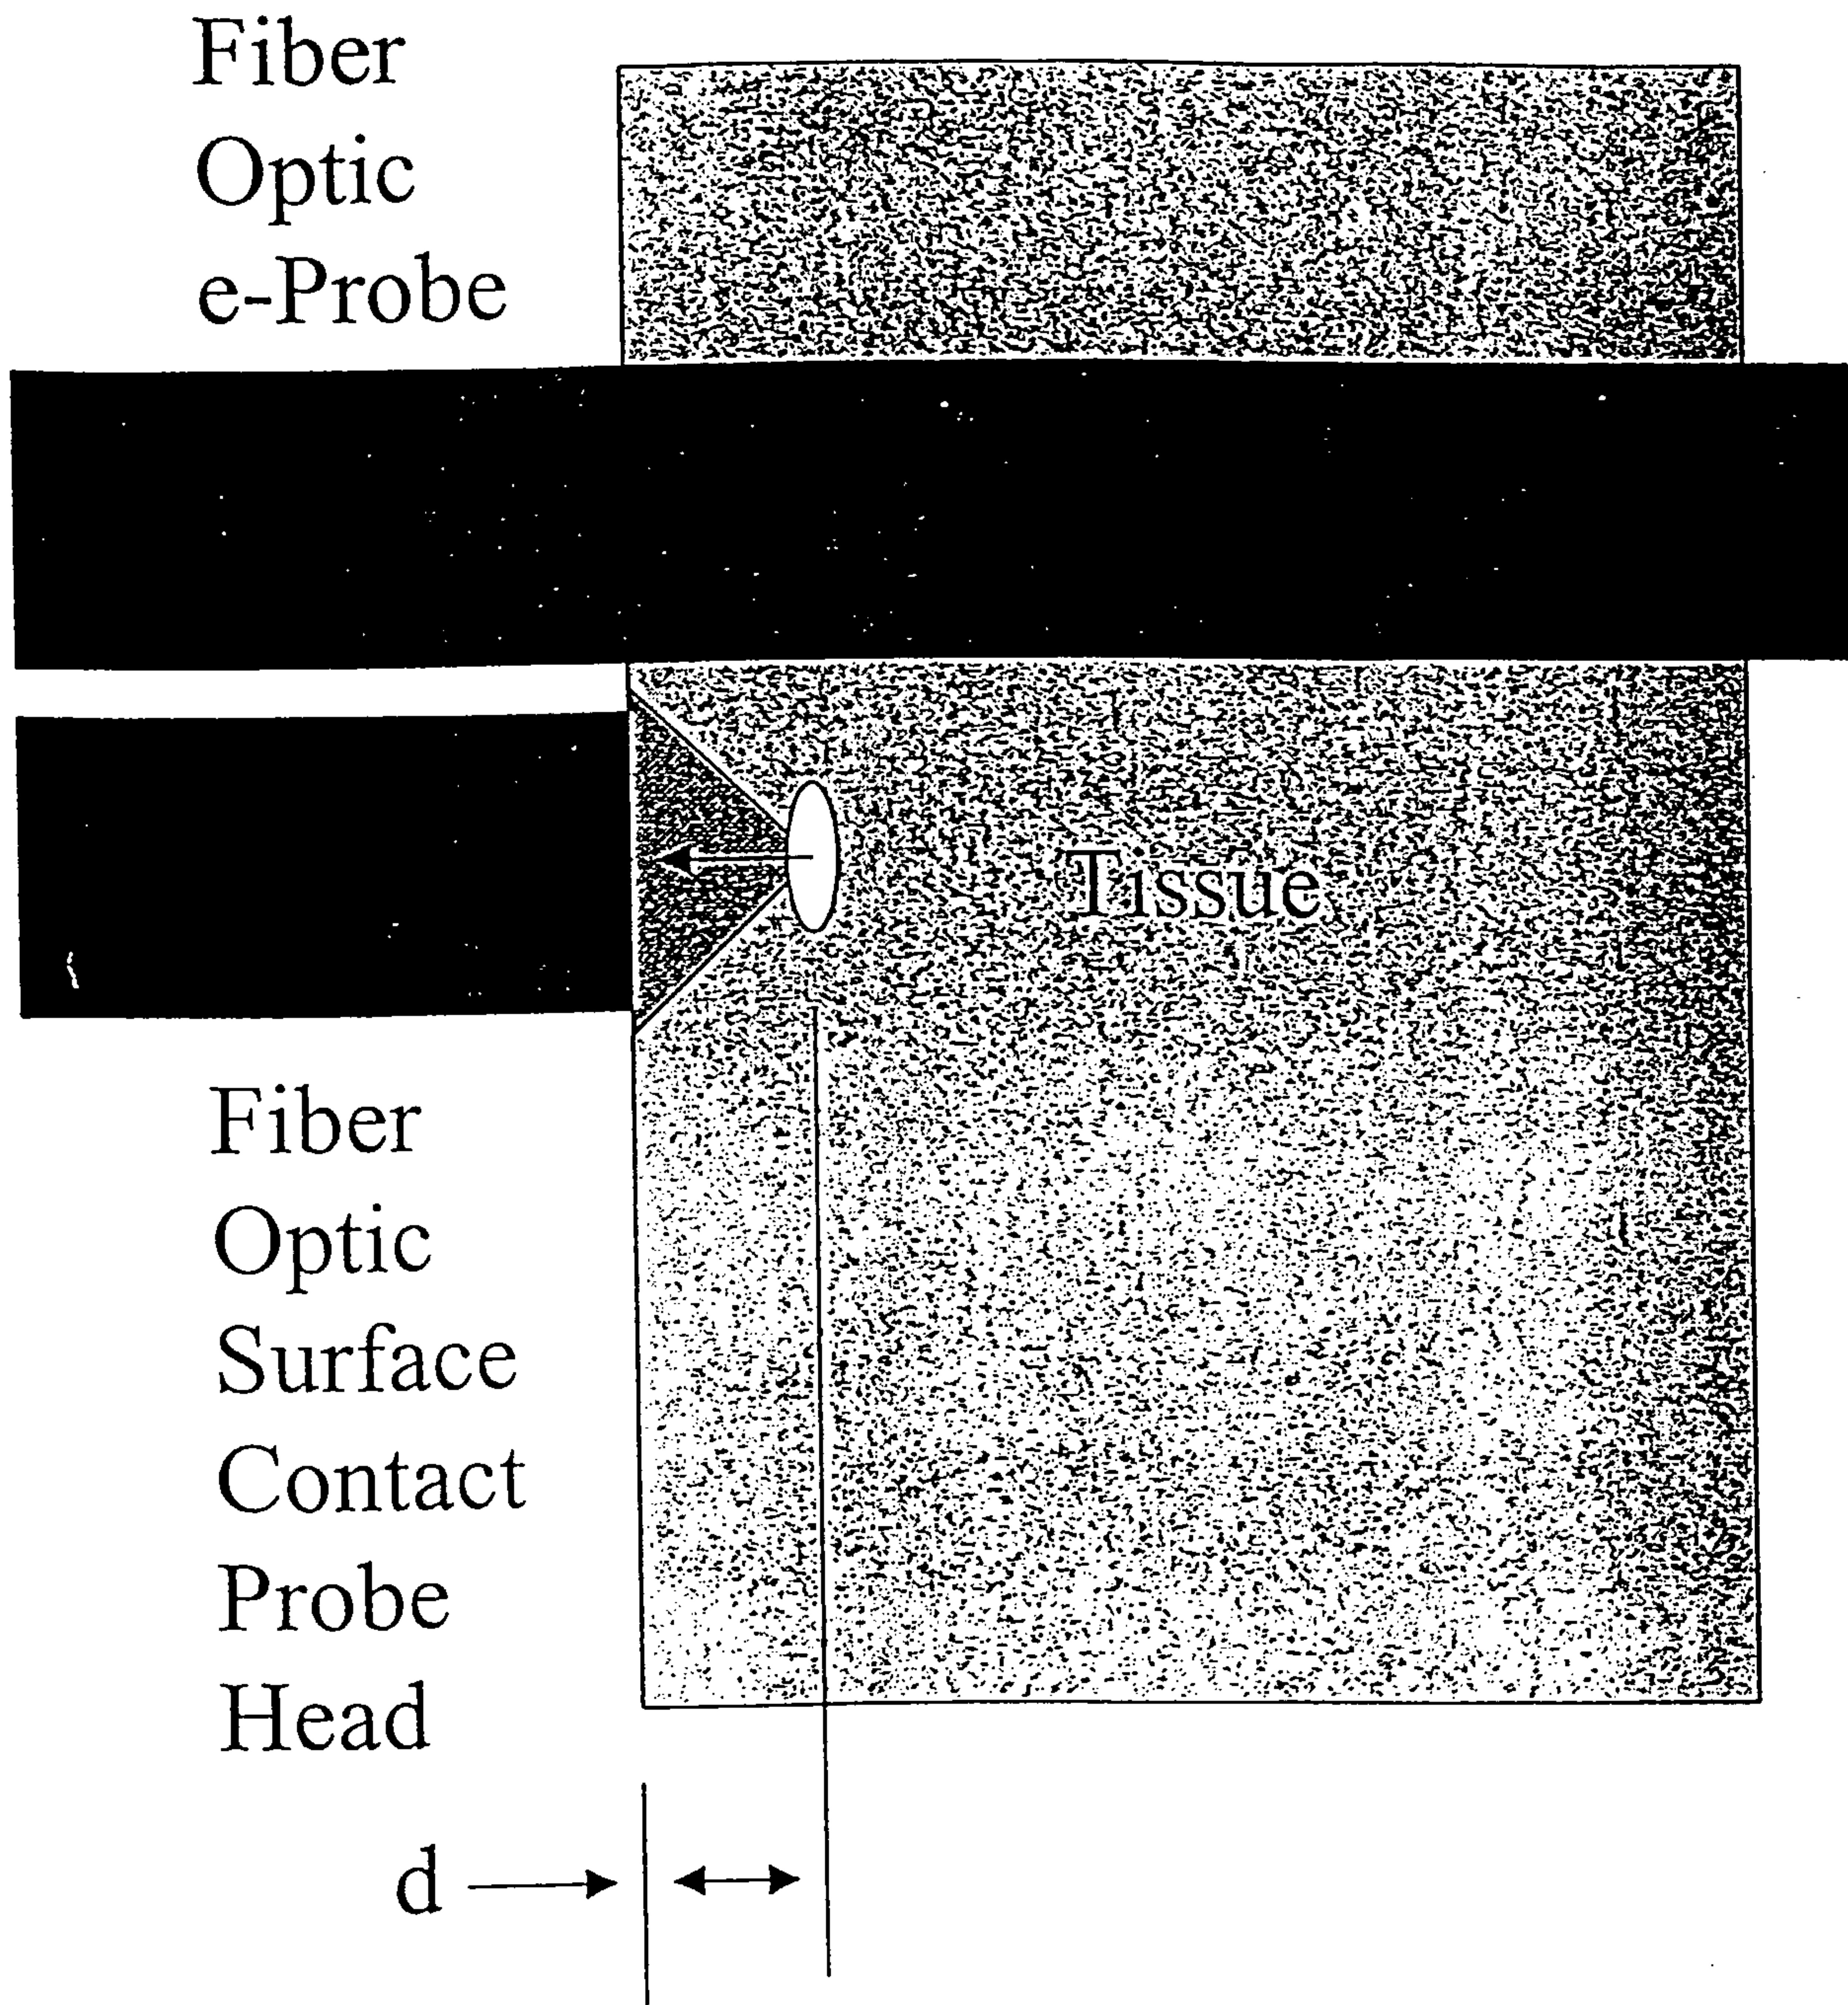 Fiber
Optic
e-Probe
Tissue
Fiber
Optic
Surface
Contact
Probe
Head
d